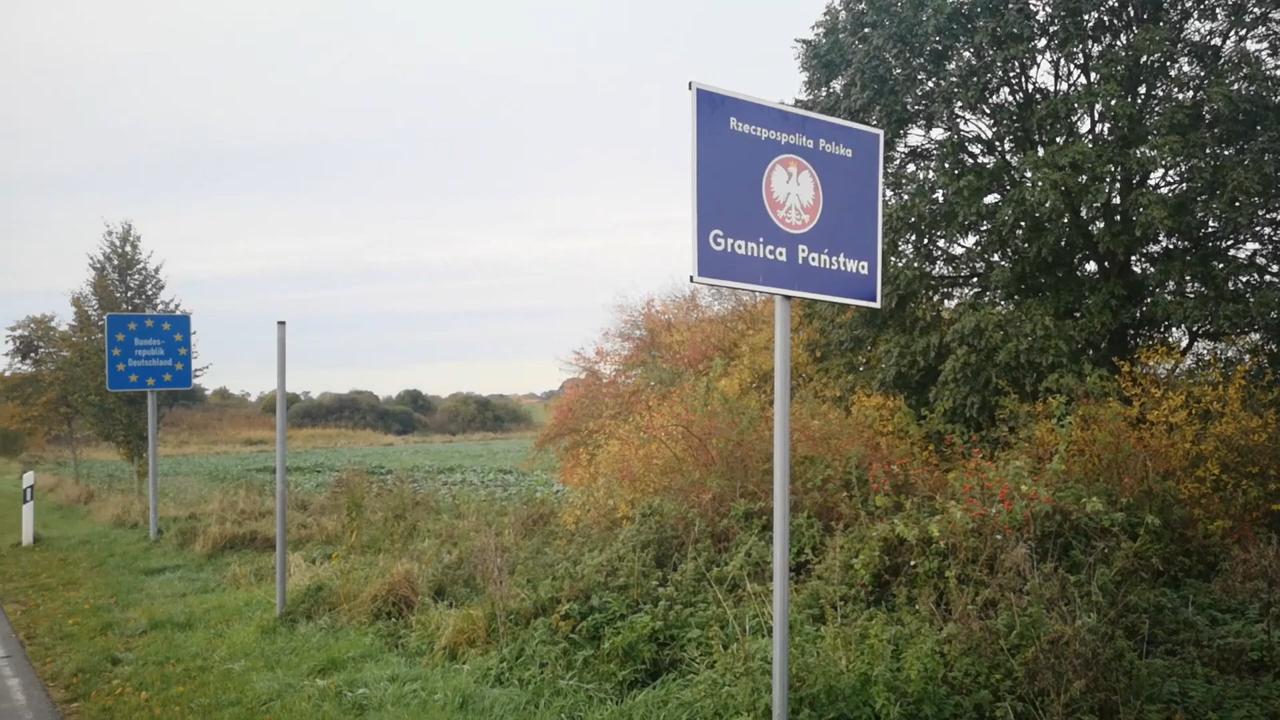 Rzeczpospolita Polska
Granica Państwa
Bundes-
republik
Deutschland